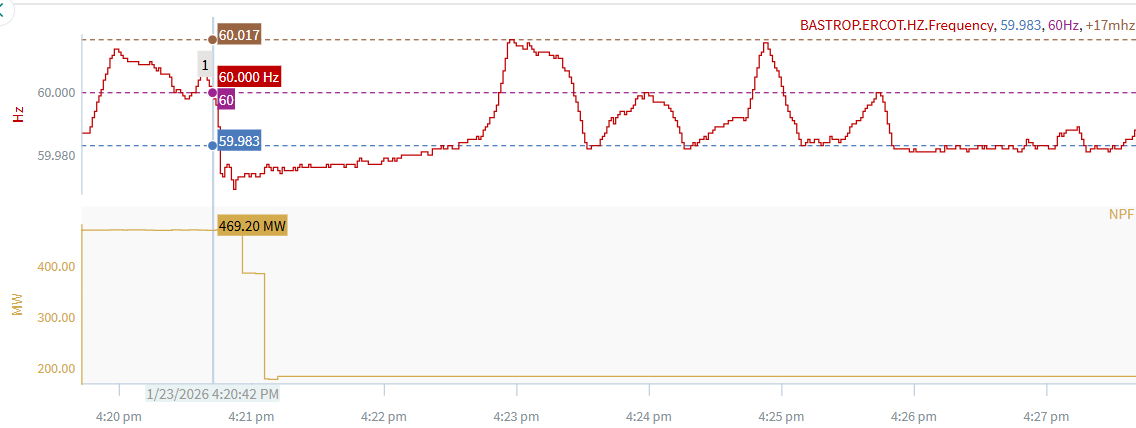 BASTROP.ERCOT.HZ.Frequency, 59.983, 60Hz, +17mhz
60.017
1
60.000 Hz
60.000
60
Hz
59.983
59.980
NPF
469.20 MW
400.00
MW
300.00
200.00
1/23/2026 4:20:42 PM
4:20 pm 4:21 pm 4:22 pm 4:23 pm 4:24 pm 4:25 pm 4:26 pm 4:27 pm